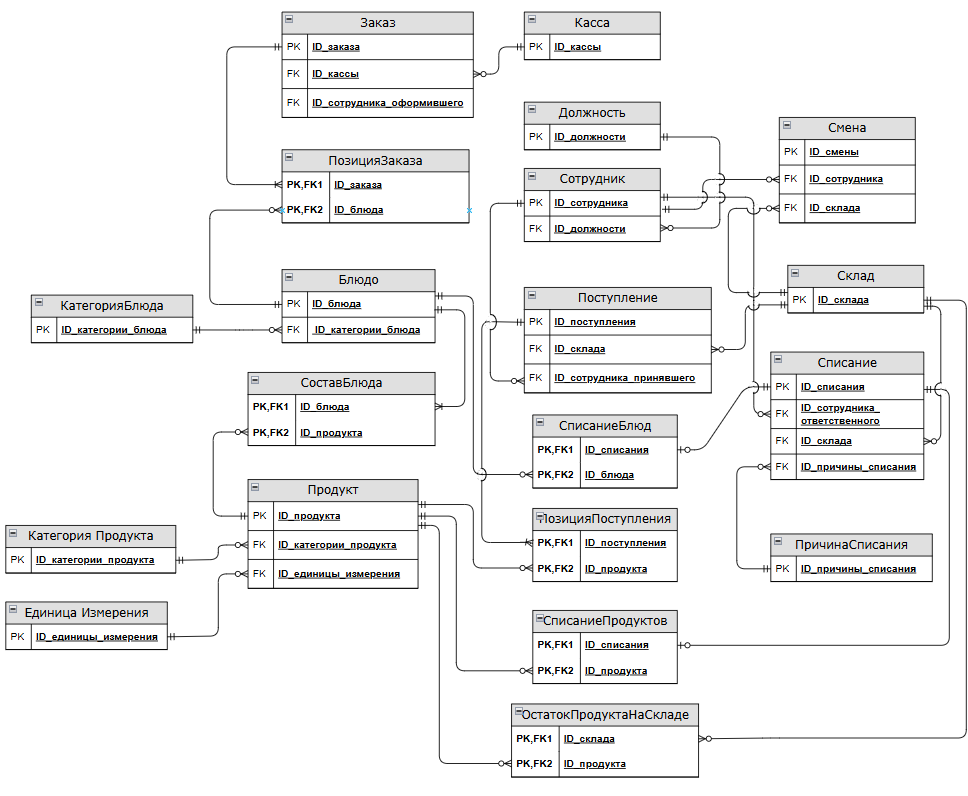 Заказ
PK ID_заказа
FK ID_кассы
FK ID_сотрудника_оформившего
Касса
PK ID_кассы
Должность
PK ID_должности
Смена
PK ID_смены
FK ID_сотрудника
FK ID_склада
ПозицияЗаказа
PK,FK1 ID_заказа
PK,FK2 ID_блюда
Сотрудник
PK ID_сотрудника
FK ID_должности
Блюдо
PK ID_блюда
FK ID_категории_блюда
КатегорияБлюда
PK ID_категории_блюда
Поступление
PK ID_поступления
FK ID_склада
FK ID_сотрудника_принявшего
Склад
PK ID_склада
Списание
PK ID_списания
FK ID_сотрудника_
ответственного
FK ID_склада
FK ID_причины_списания
СоставБлюда
PK,FK1 ID_блюда
PK,FK2 ID_продукта
СписаниеБлюд
PK,FK1 ID_списания
PK,FK2 ID_блюда
Продукт
PK ID_продукта
FK ID_категории_продукта
FK ID_единицы_измерения
Категория Продукта
PK ID_категории_продукта
ПозицияПоступления
PK,FK1 ID_поступления
PK,FK2 ID_продукта
ПричинаСписания
PK ID_причины_списания
Единица Измерения
PK ID_единицы_измерения
СписаниеПродуктов
PK,FK1 ID_списания
PK,FK2 ID_продукта
ОстатокПродуктаНаСкладе
PK,FK1 ID_склада
PK,FK2 ID_продукта